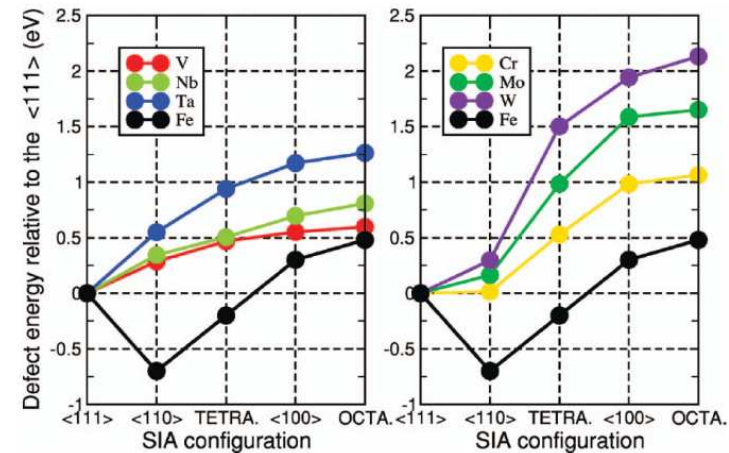 Defect energy relative to the <111> (eV)
2.5
2
1.5
1
0.5
0
-0.5
-1
V
Nb
Ta
Fe
<111> <110> TETRA. <100> OCTA.
SIA configuration
2.5
2
1.5
1
0.5
0
-0.5
-1
Cr
Mo
W
Fe
<111> <110> TETRA. <100> OCTA.
SIA configuration